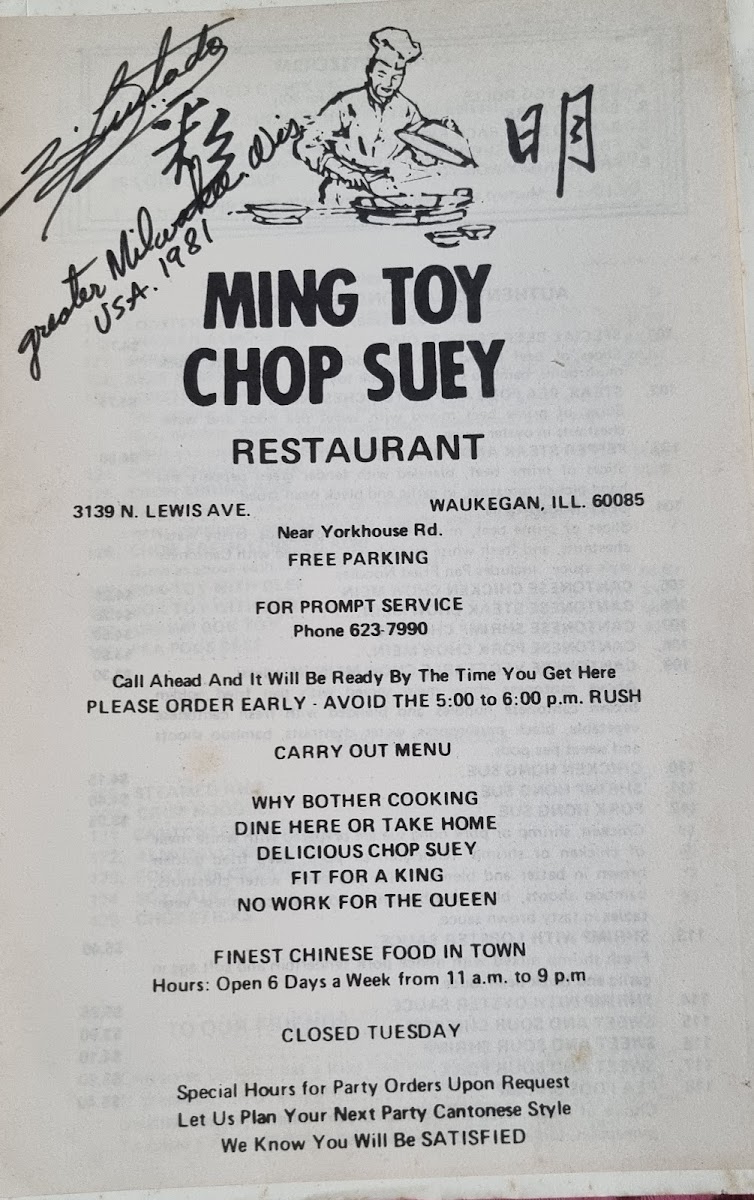 彩 明
greater Milwakee, Wis.
USA. 1981
MING TOY
CHOP SUEY
RESTAURANT
3139 N. LEWIS AVE. WAUKEGAN, ILL. 60085
Near Yorkhouse Rd.
FREE PARKING
FOR PROMPT SERVICE
Phone 623-7990
Call Ahead And It Will Be Ready By The Time You Get Here
PLEASE ORDER EARLY - AVOID THE 5:00 to 6:00 p.m. RUSH
CARRY OUT MENU
WHY BOTHER COOKING
DINE HERE OR TAKE HOME
DELICIOUS CHOP SUEY
FIT FOR A KING
NO WORK FOR THE QUEEN
FINEST CHINESE FOOD IN TOWN
Hours: Open 6 Days a Week from 11 a.m. to 9 p.m
CLOSED TUESDAY
Special Hours for Party Orders Upon Request
Let Us Plan Your Next Party Cantonese Style
We Know You Will Be SATISFIED